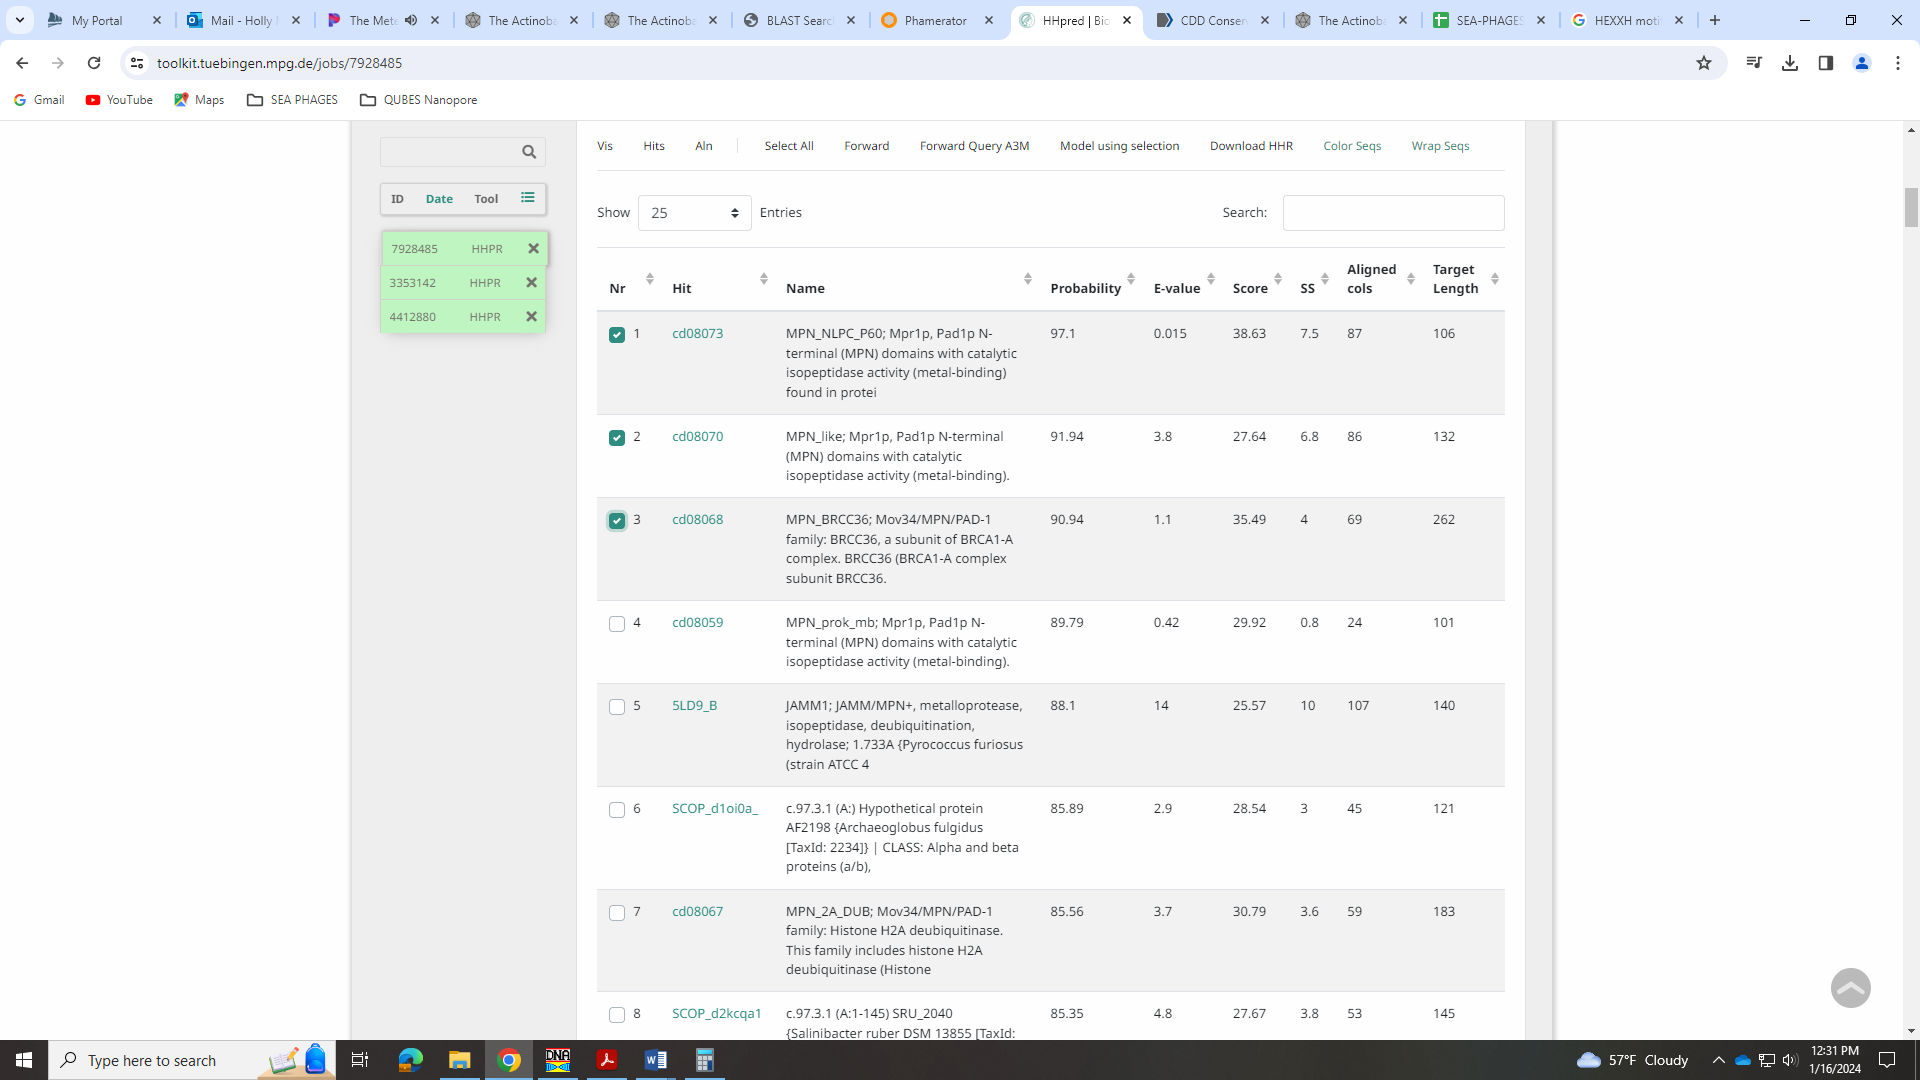 My Portal
Mail - Holly
The Mete
The Actinoba
The Actinoba
BLAST Searc
Phamerator
HHpred | Bio
CDD Conser
The Actinoba
SEA-PHAGES
HEXXH moti
toolkit.tuebingen.mpg.de/jobs/7928485
Gmail
YouTube
Maps
SEA PHAGES
QUBES Nanopore
Vis Hits Aln Select All Forward Forward Query A3M Model using selection Download HHR Color Seqs Wrap Seqs
ID Date Tool
7928485 HHPR
3353142 HHPR
4412880 HHPR
Show 25 Entries
Search:
Nr Hit Name Probability E-value Score SS Aligned cols Target Length
1 cd08073 MPN_NLPC_P60; Mpr1p, Pad1p N- 97.1 0.015 38.63 7.5 87 106
terminal (MPN) domains with catalytic
isopeptidase activity (metal-binding)
found in protei
2 cd08070 MPN_like; Mpr1p, Pad1p N-terminal 91.94 3.8 27.64 6.8 86 132
(MPN) domains with catalytic
isopeptidase activity (metal-binding).
3 cd08068 MPN_BRCC36; Mov34/MPN/PAD-1 90.94 1.1 35.49 4 69 262
family: BRCC36, a subunit of BRCA1-A
complex. BRCC36 (BRCA1-A complex
subunit BRCC36.
4 cd08059 MPN_prok_mb; Mpr1p, Pad1p N- 89.79 0.42 29.92 0.8 24 101
terminal (MPN) domains with catalytic
isopeptidase activity (metal-binding).
5 5LD9_B JAMM1; JAMM/MPN+, metalloprotease, 88.1 14 25.57 10 107 140
isopeptidase, deubiquitination,
hydrolase; 1.733A {Pyrococcus furiosus
(strain ATCC 4
6 SCOP_d1oi0a_ c.97.3.1 (A:) Hypothetical protein 85.89 2.9 28.54 3 45 121
AF2198 {Archaeoglobus fulgidus
[TaxId: 2234]} | CLASS: Alpha and beta
proteins (a/b),
7 cd08067 MPN_2A_DUB; Mov34/MPN/PAD-1 85.56 3.7 30.79 3.6 59 183
family: Histone H2A deubiquitinase.
This family includes histone H2A
deubiquitinase (Histone
8 SCOP_d2kcqa1 c.97.3.1 (A:1-145) SRU_2040 85.35 4.8 27.67 3.8 53 145
{Salinibacter ruber DSM 13855 [TaxId:
Type here to search
DNA
57°F Cloudy
12:31 PM
1/16/2024